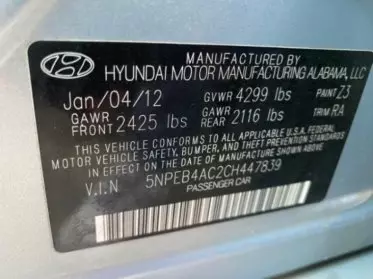 MANUFACTURED BY
HYUNDAI MOTOR MANUFACTURING ALABAMA, LLC
Jan/04/12 GVWR 4299 lbs PAINT Z3
GAWR FRONT 2425 lbs GAWR REAR 2116 lbs TRIM RA
THIS VEHICLE CONFORMS TO ALL APPLICABLE U.S FEDERAL
MOTOR VEHICLE SAFETY, BUMPER, AND THEFT PREVENTION
STANDARDS IN EFFECT ON THE DATE OF MANUFACTURE SHOWN ABOVE.
V.I.N 5NPEB4AC2CH447839
PASSENGER CAR